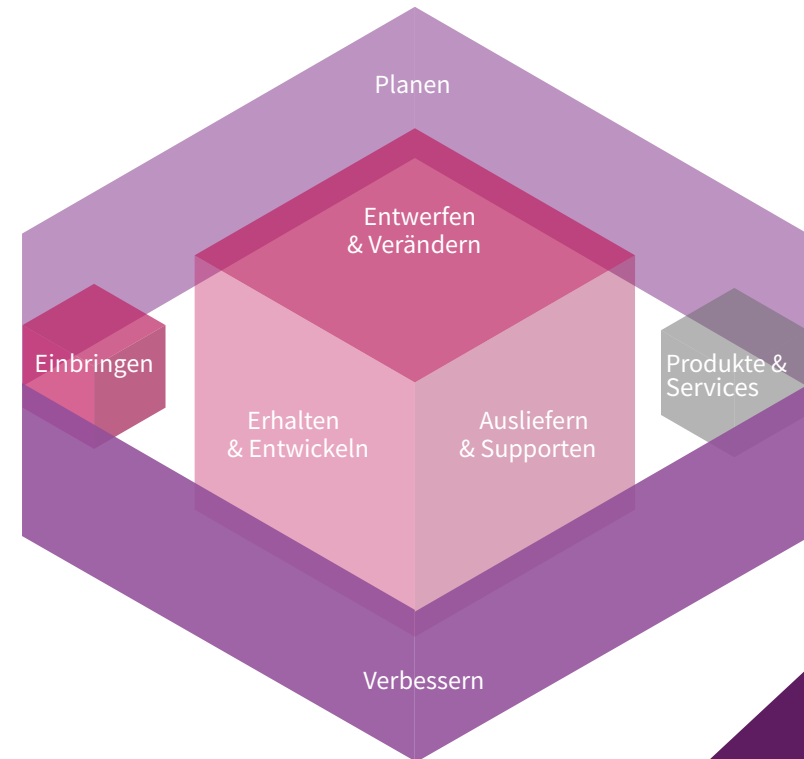 Planen
Entwerfen
& Verändern
Einbringen
Produkte &
Services
Erhalten
& Entwickeln
Ausliefern
& Supporten
Verbessern